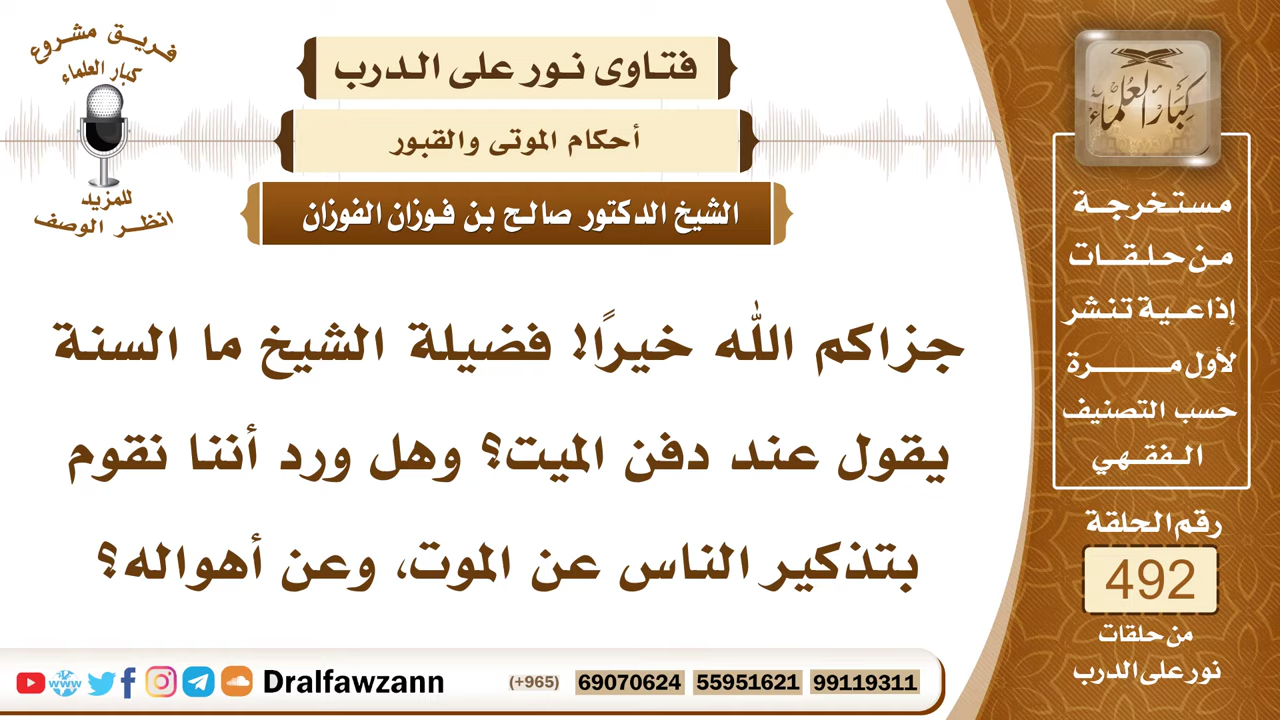 فريق مشروع
كبار العلماء
للمزيد
انظر الوصف
فتاوى نور على الدرب
أحكام الموتى والقبور
الشيخ الدكتور صالح بن فوزان الفوزان
جزاكم الله خيرًا! فضيلة الشيخ ما السنة
يقول عند دفن الميت؟ وهل ورد أننا نقوم
بتذكير الناس عن الموت، وعن أهواله؟
كبار العلماء
مستخرجة
من حلقات
إذاعية تنشر
لأول مرة
حسب التصنيف
الفقهي
رقم الحلقة
492
من حلقات
نور على الدرب
www Dralfawzann (+965) 69070624 55951621 99119311